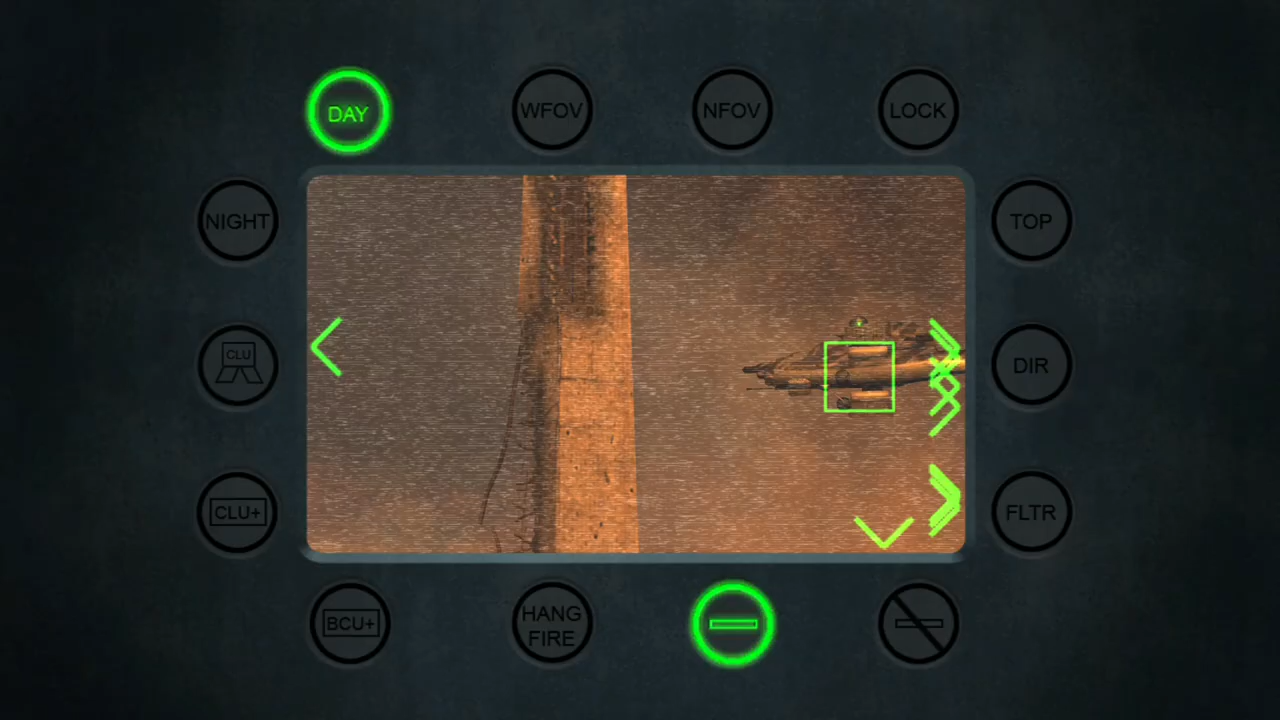 DAY
WFOV
NFOV
LOCK
NIGHT
TOP
CLU
DIR
CLU+
FLTR
BCU+
HANG
FIRE